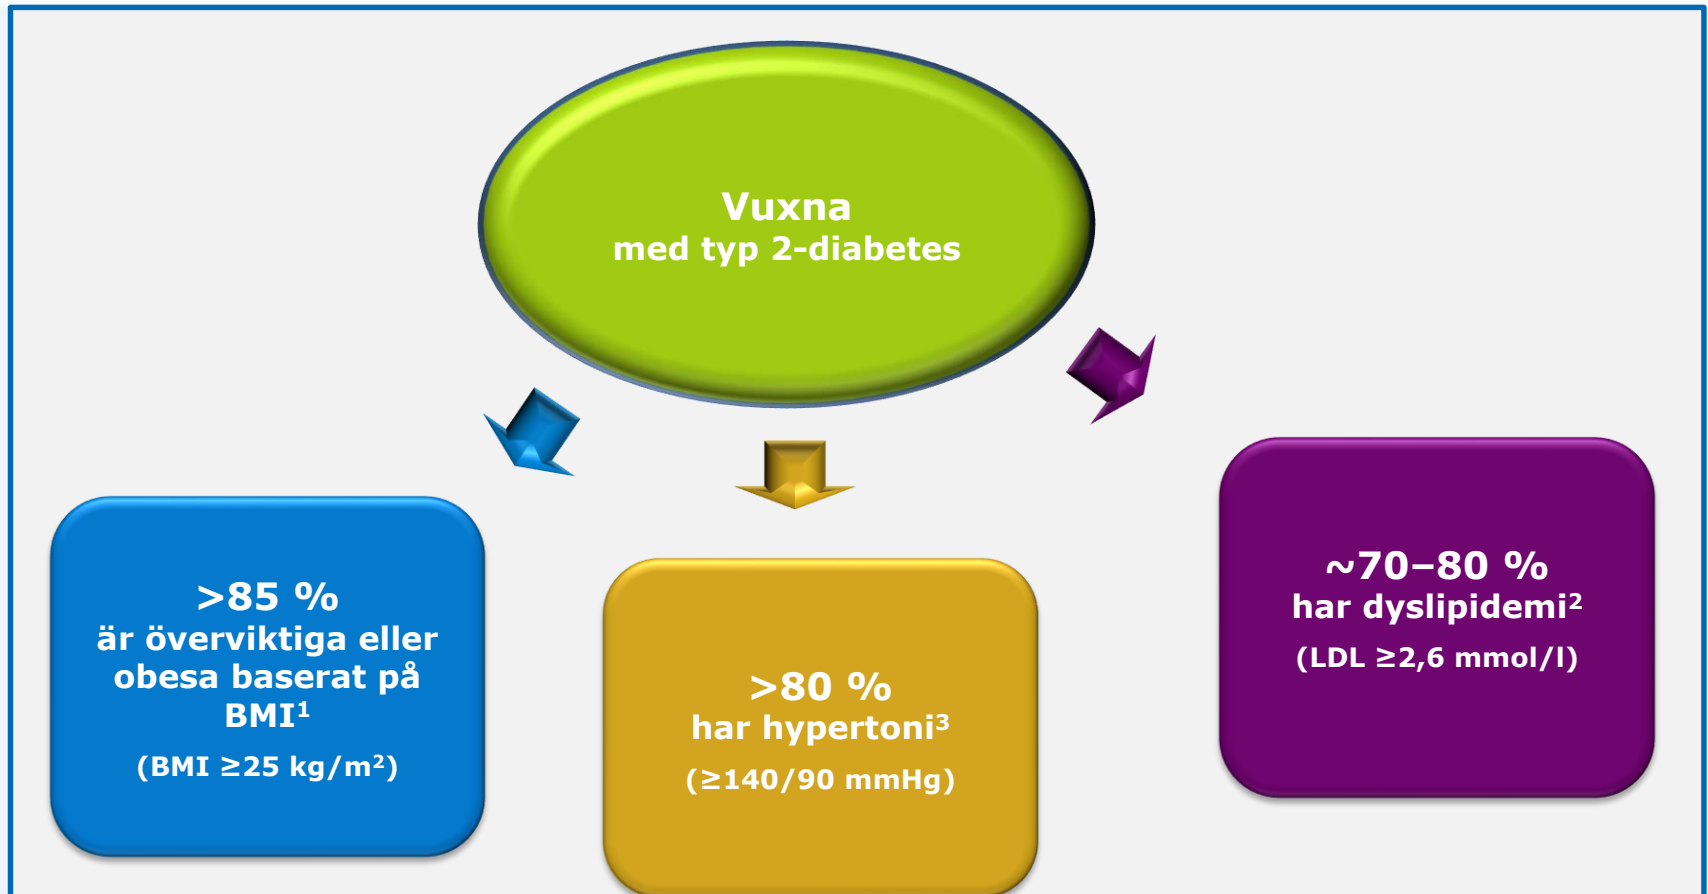 Vuxna
med typ 2-diabetes
>85 %
är överviktiga eller
obesa baserat på
BMI¹
(BMI ≥25 kg/m²)
>80 %
har hypertoni³
(≥140/90 mmHg)
~70–80 %
har dyslipidemi²
(LDL ≥2,6 mmol/l)